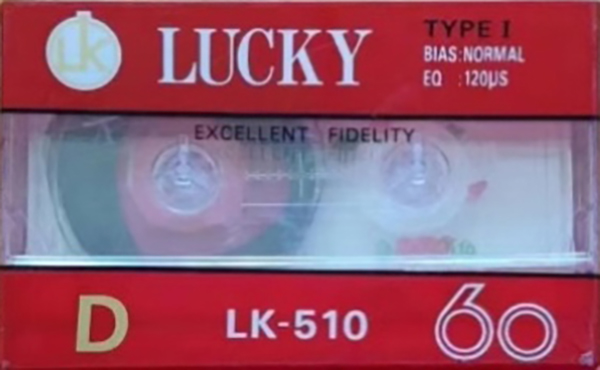 LK
LUCKY
TYPE I
BIAS:NORMAL
EQ :120µS
EXCELLENT FIDELITY
D
LK-510
60